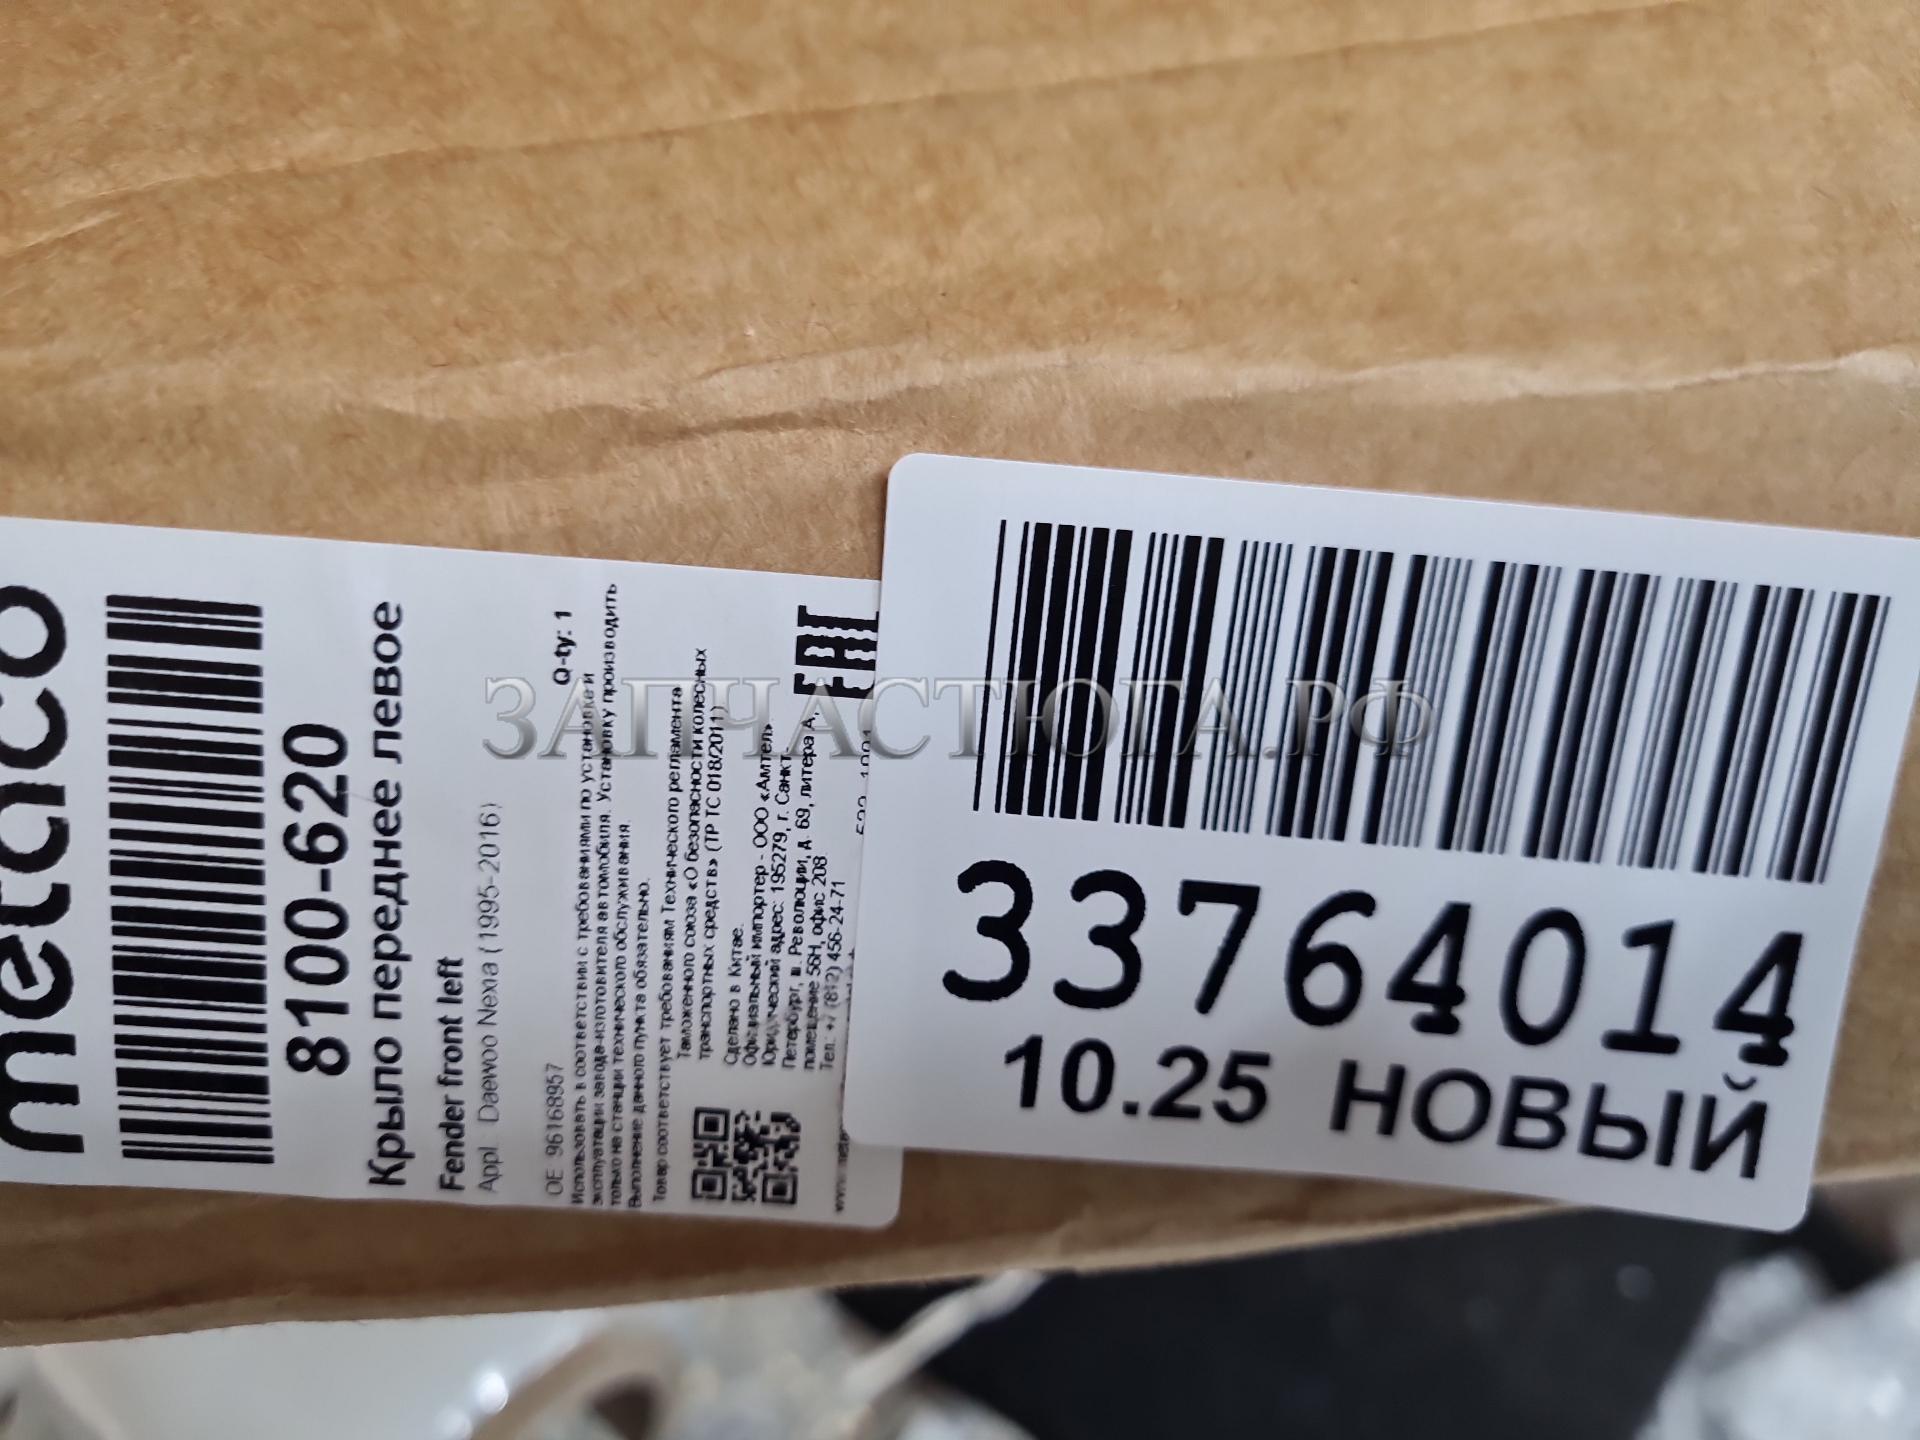 metaco
8100-620
Крыло переднее левое
Fender front left
Appl. Daewoo Nexia (1995-2016)
Q-ty: 1
OE 96168957
Использовать в соответствии с требованиями по установке и
эксплуатации завода-изготовителя автомобиля. Установку производить
только на станции технического обслуживания.
Выполнение данного пункта обязательно.
Товар соответствует требованиям Технического регламента
Таможенного союза «О безопасности колесных
транспортных средств» (ТР ТС 018/2011)
Сделано в Китае.
Официальный импортер - ООО «Амтел».
Юридический адрес: 195279, г. Санкт-
Петербург, ш. Революции, д. 69, литера А,
помещение 56Н, офис 208
Тел. +7 (812) 456-24-71
EAC
33764014
10.25 НОВЫЙ
ЗАПЧАСТЮГА.РФ